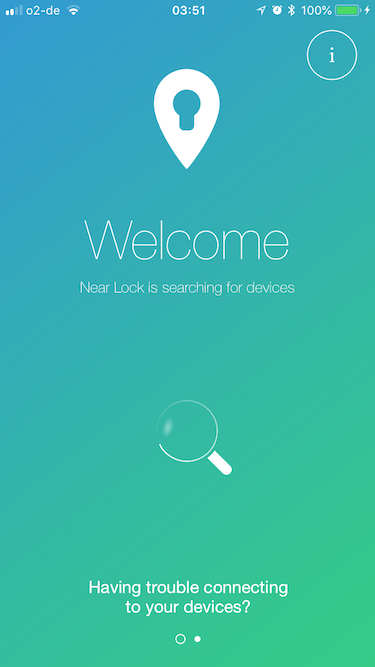 o2-de 03:51 100%
i
Welcome
Near Lock is searching for devices
Having trouble connecting
to your devices?